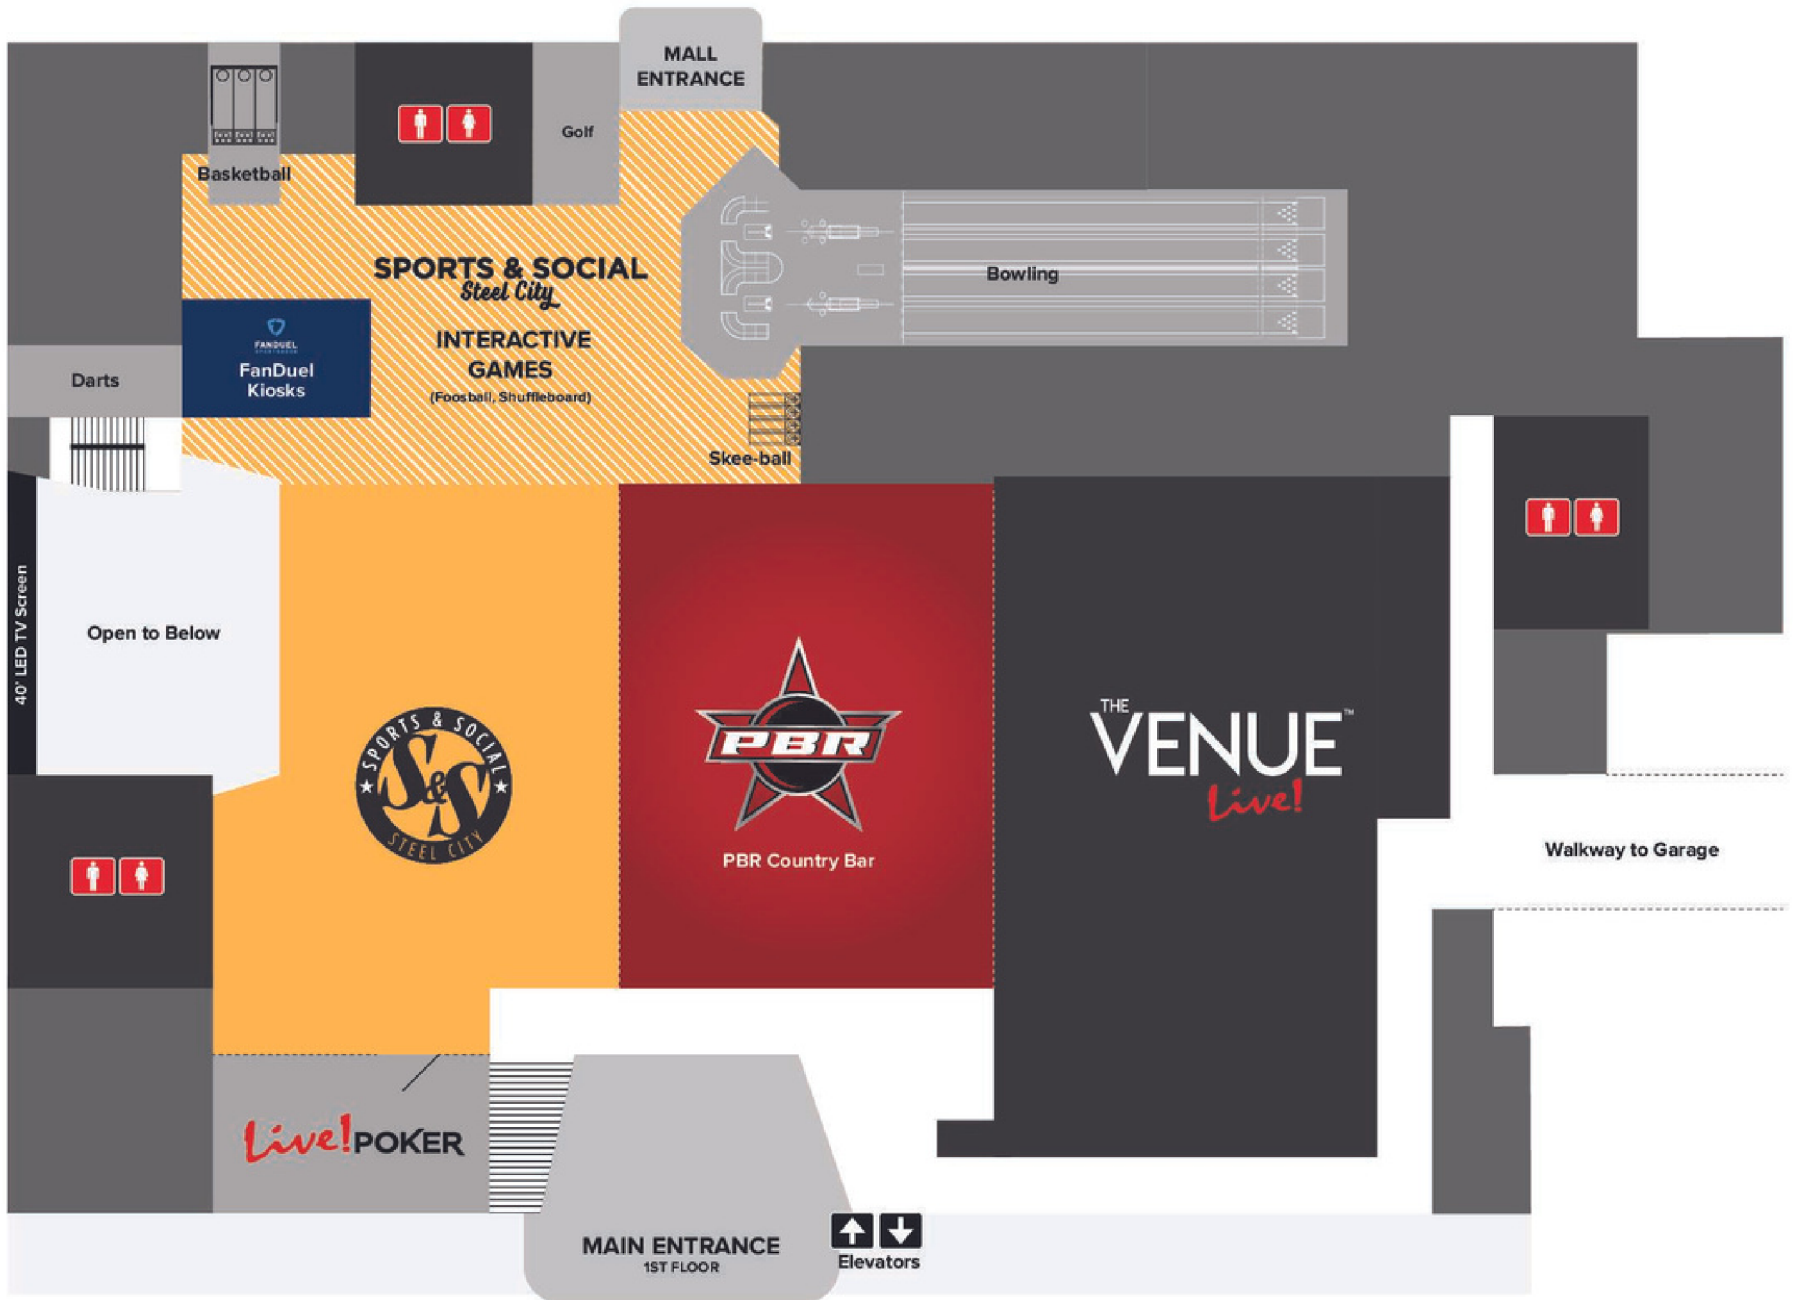 MALL
ENTRANCE
Golf
Basketball
SPORTS & SOCIAL
Steel City
Bowling
INTERACTIVE
GAMES
(Foosball, Shuffleboard)
FANDUEL
FanDuel
Kiosks
Darts
Skee-ball
40' LED TV Screen
Open to Below
SPORTS & SOCIAL
S&S
STEEL CITY
PBR
PBR Country Bar
THE
VENUE™
Live!
Walkway to Garage
Live! POKER
MAIN ENTRANCE
1ST FLOOR
Elevators